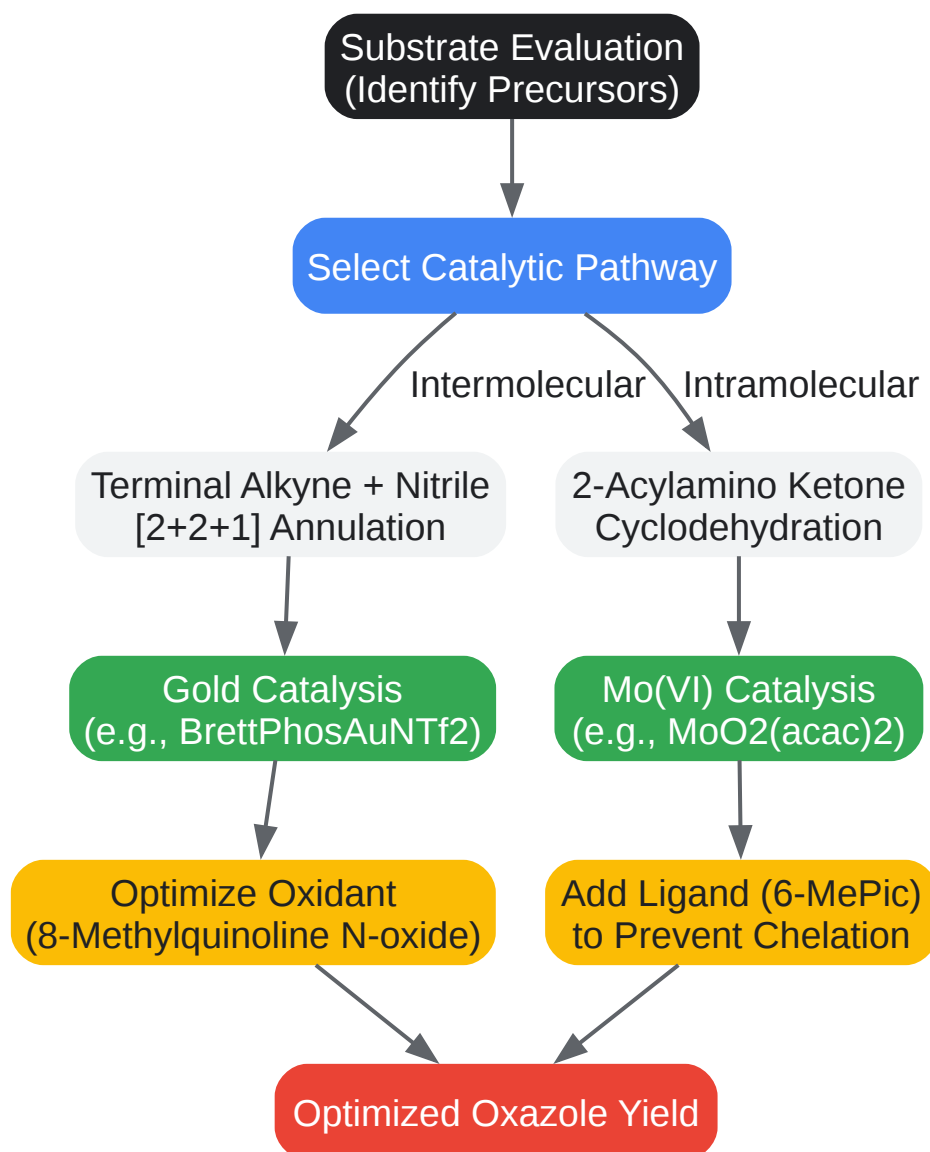 Substrate Evaluation
(Identify Precursors)
Select Catalytic Pathway
Intermolecular
Intramolecular
Terminal Alkyne + Nitrile
[2+2+1] Annulation
2-Acylamino Ketone
Cyclodehydration
Gold Catalysis
(e.g., BrettPhosAuNTf2)
Mo(VI) Catalysis
(e.g., MoO2(acac)2)
Optimize Oxidant
(8-Methylquinoline N-oxide)
Add Ligand (6-MePic)
to Prevent Chelation
Optimized Oxazole Yield